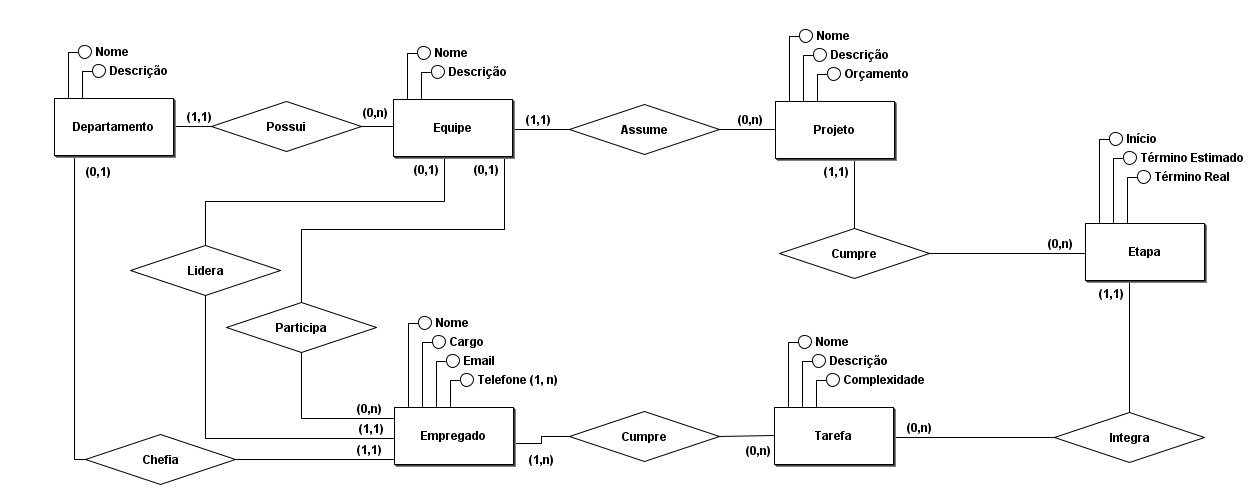 Nome
Descrição
Departamento
(1,1)
Possui
(0,n)
Nome
Descrição
Equipe
(1,1)
Assume
(0,n)
Nome
Descrição
Orçamento
Projeto
(0,1)
(0,1)
(0,1)
(1,1)
Início
Término Estimado
Término Real
Cumpre
(0,n)
Etapa
(1,1)
Lidera
Participa
Nome
Cargo
Email
Telefone (1, n)
(0,n)
(1,1)
(1,1)
Empregado
Chefia
(1,n)
Cumpre
(0,n)
Nome
Descrição
Complexidade
Tarefa
(0,n)
Integra